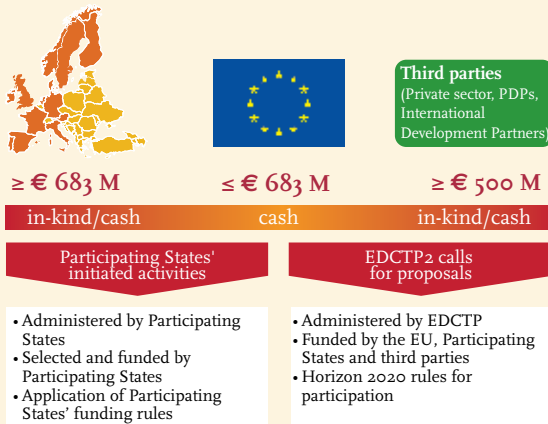 Third parties
(Private sector, PDPs,
International
Development Partners)
≥ € 683 M
≤ € 683 M
≥ € 500 M
in-kind/cash
cash
in-kind/cash
Participating States'
initiated activities
EDCTP2 calls
for proposals
• Administered by Participating
States
• Selected and funded by
Participating States
• Application of Participating
States’ funding rules
• Administered by EDCTP
• Funded by the EU, Participating
States and third parties
• Horizon 2020 rules for
participation